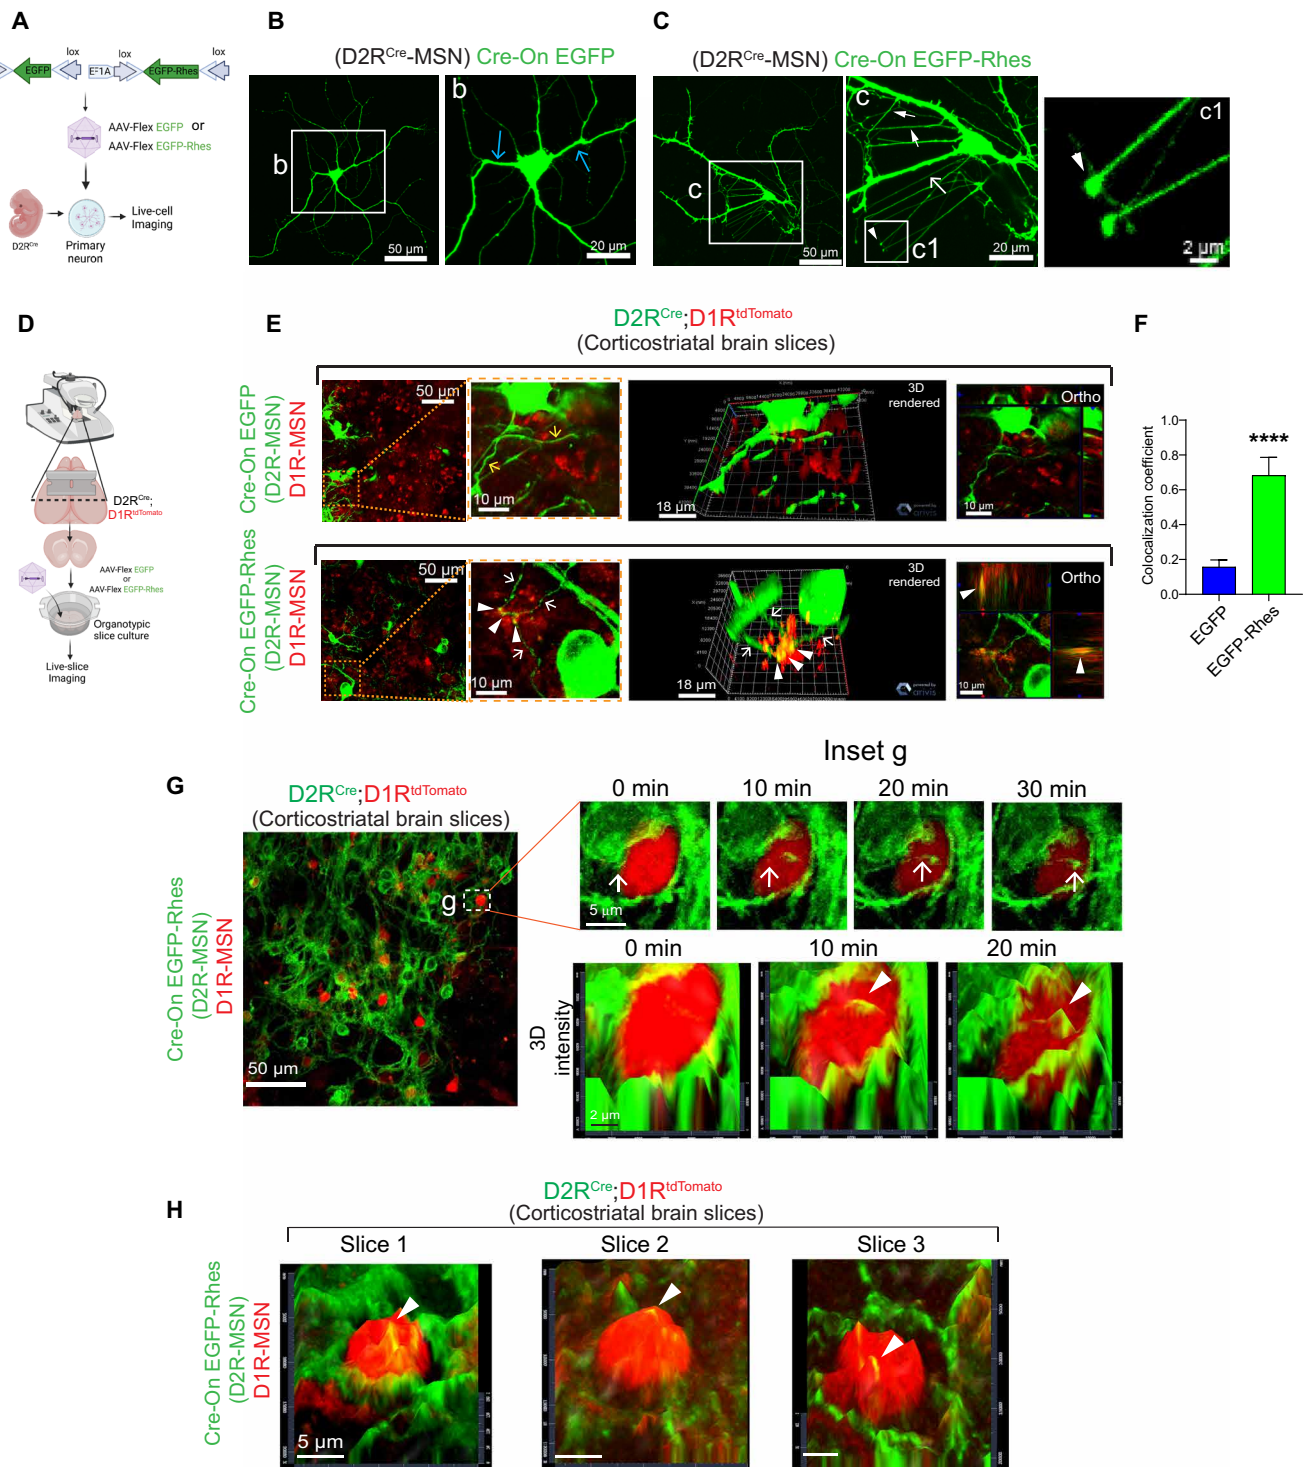 A
lox
lox
lox
EGFP
EF1A
EGFP-Rhes
AAV-Flex EGFP or
AAV-Flex EGFP-Rhes
D2RCre
Primary
neuron
Live-cell
Imaging
B
(D2RCre-MSN) Cre-On EGFP
b
50 µm
b
20 µm
C
(D2RCre-MSN) Cre-On EGFP-Rhes
c
50 µm
c
c1
20 µm
c1
2 µm
D
D2RCre;
D1RtdTomato
AAV-Flex EGFP
or
AAV-Flex EGFP-Rhes
Organotypic
slice culture
Live-slice
Imaging
E
D2RCre;D1RtdTomato
(Corticostriatal brain slices)
Cre-On EGFP
(D2R-MSN)
D1R-MSN
50 µm
10 µm
3D
rendered
18 µm
powered by
arivis
Ortho
10 µm
Cre-On EGFP-Rhes
(D2R-MSN)
D1R-MSN
50 µm
10 µm
3D
rendered
18 µm
powered by
arivis
Ortho
10 µm
F
Colocalization coefficient
1.0
0.8
0.6
0.4
0.2
0.0
****
EGFP
EGFP-Rhes
G
D2RCre;D1RtdTomato
(Corticostriatal brain slices)
Cre-On EGFP-Rhes
(D2R-MSN)
D1R-MSN
g
50 µm
Inset g
0 min
10 min
20 min
30 min
5 µm
0 min
10 min
20 min
3D
intensity
2 µm
H
D2RCre;D1RtdTomato
(Corticostriatal brain slices)
Cre-On EGFP-Rhes
(D2R-MSN)
D1R-MSN
Slice 1
Slice 2
Slice 3
5 µm